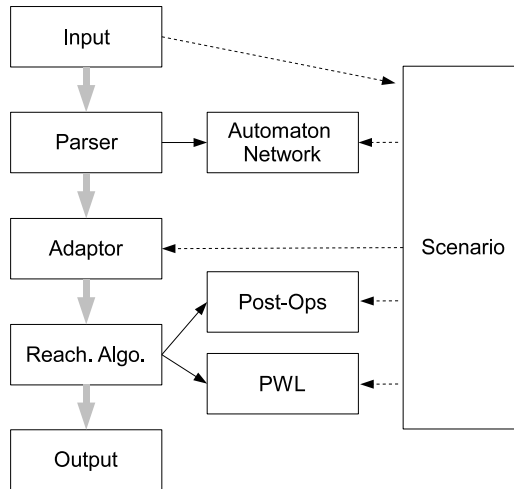 Input
Parser
Automaton
Network
Adaptor
Scenario
Post-Ops
Reach. Algo.
PWL
Output